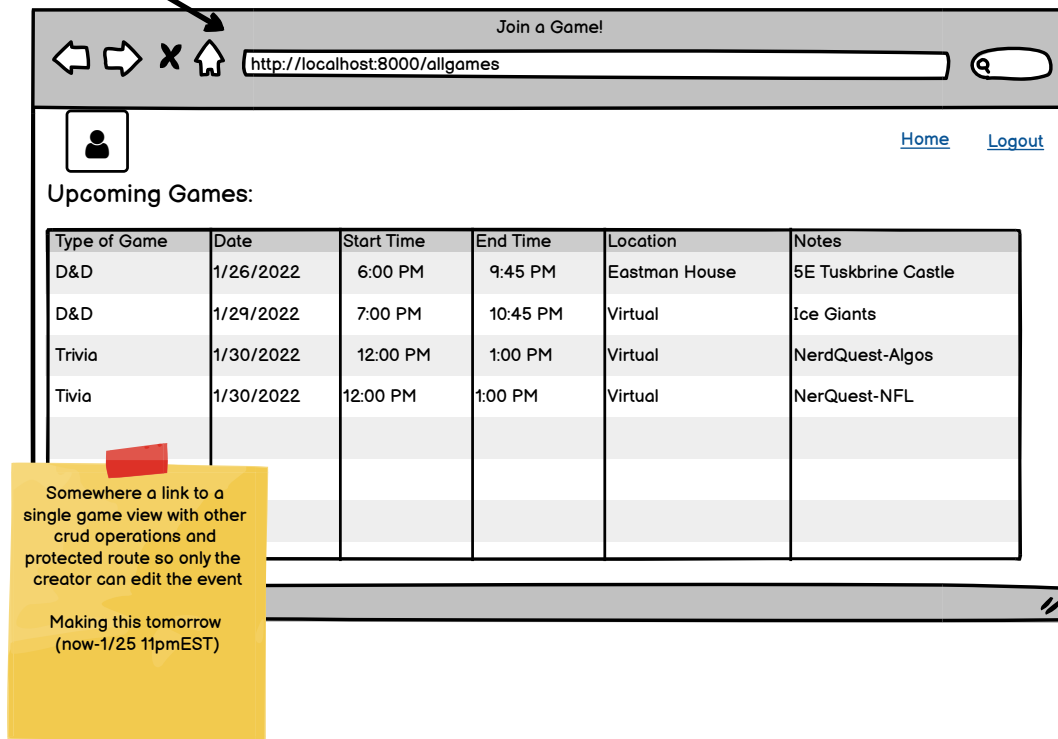 Join a Game!
http://localhost:8000/allgames
Home Logout
Upcoming Games:
Type of Game Date Start Time End Time Location Notes
D&D 1/26/2022 6:00 PM 9:45 PM Eastman House 5E Tuskbrine Castle
D&D 1/29/2022 7:00 PM 10:45 PM Virtual Ice Giants
Trivia 1/30/2022 12:00 PM 1:00 PM Virtual NerdQuest-Algos
Tivia 1/30/2022 12:00 PM 1:00 PM Virtual NerQuest-NFL
Somewhere a link to a
single game view with other
crud operations and
protected route so only the
creator can edit the event
Making this tomorrow
(now-1/25 11pmEST)